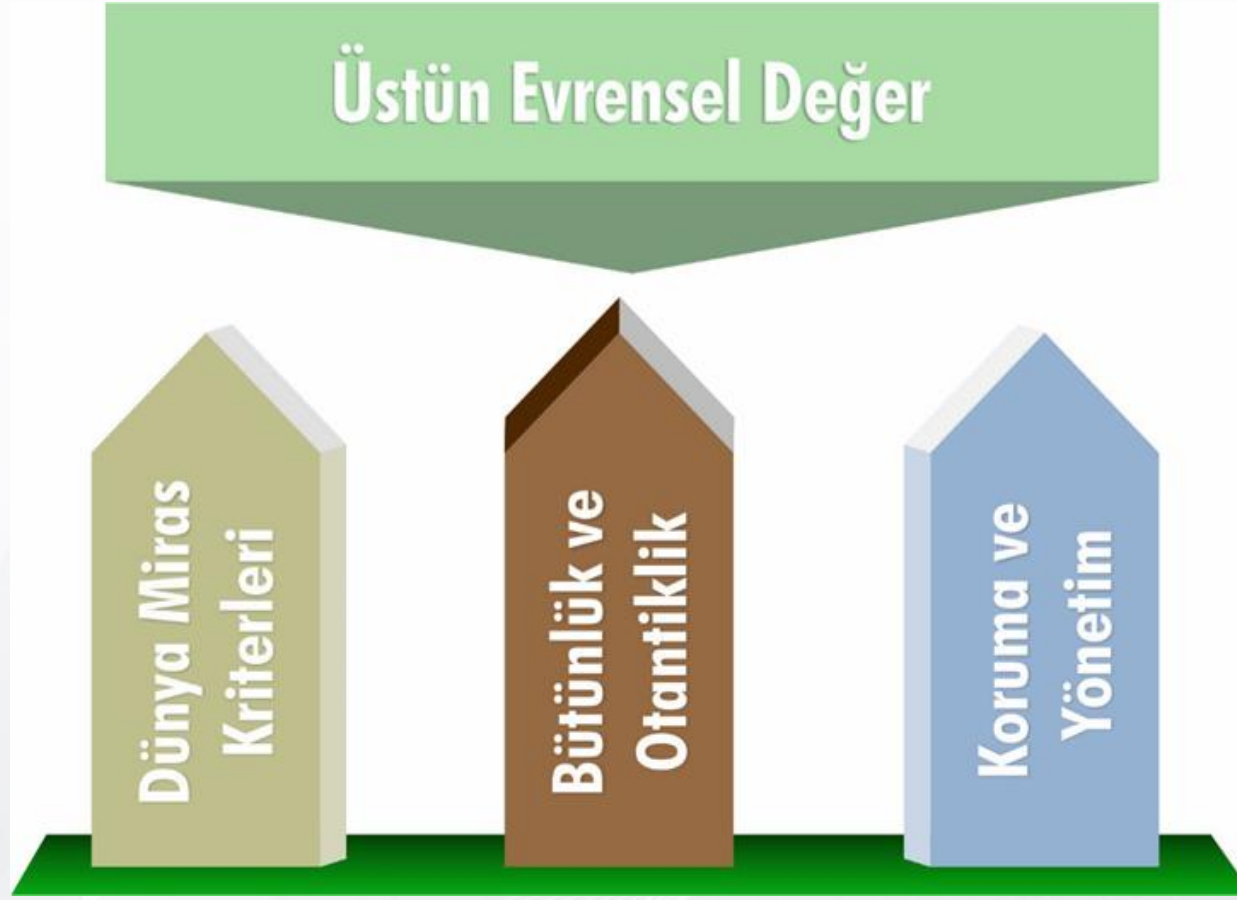 Üstün Evrensel Değer
Dünya Miras
Kriterleri
Bütünlük ve
Otantiklik
Koruma ve
Yönetim